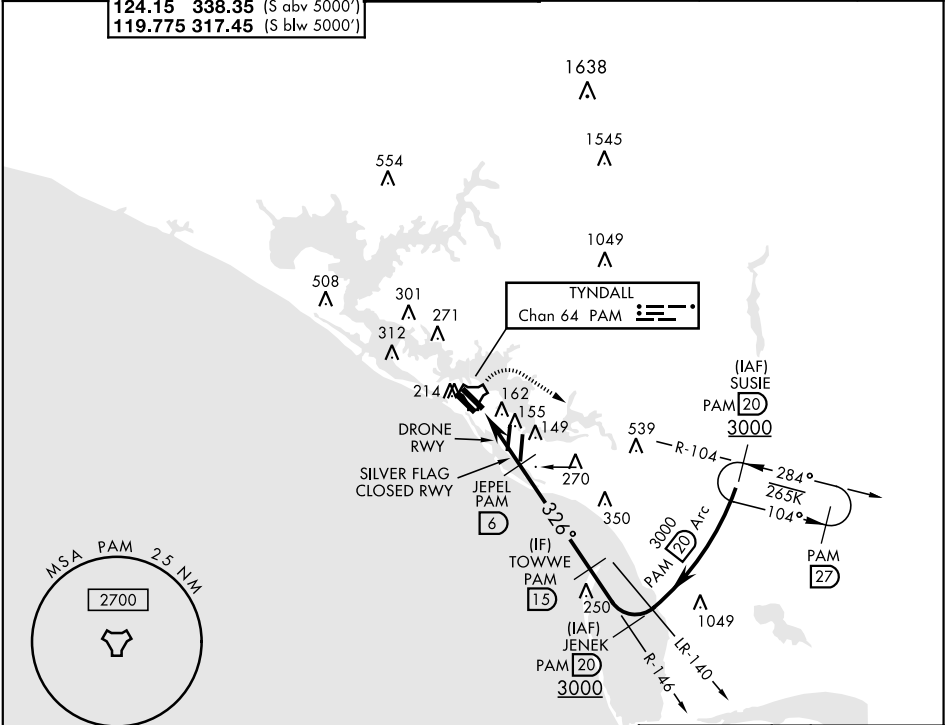 124.15 338.35 (S abv 5000')
119.775 317.45 (S blw 5000')
1638
1545
554
1049
508
301
271
312
TYNDALL
Chan 64 PAM
214
162
155
149
DRONE
RWY
SILVER FLAG
CLOSED RWY
JEPEL
PAM
6
270
539
350
(IAF)
SUSIE
PAM 20
3000
R-104
284°
265K
104°
PAM
27
326°
3000
PAM 20 Arc
(IF)
TOWWE
PAM
15
250
1049
(IAF)
JENEK
PAM 20
3000
R-146
LR-140
MSA PAM 25 NM
2700